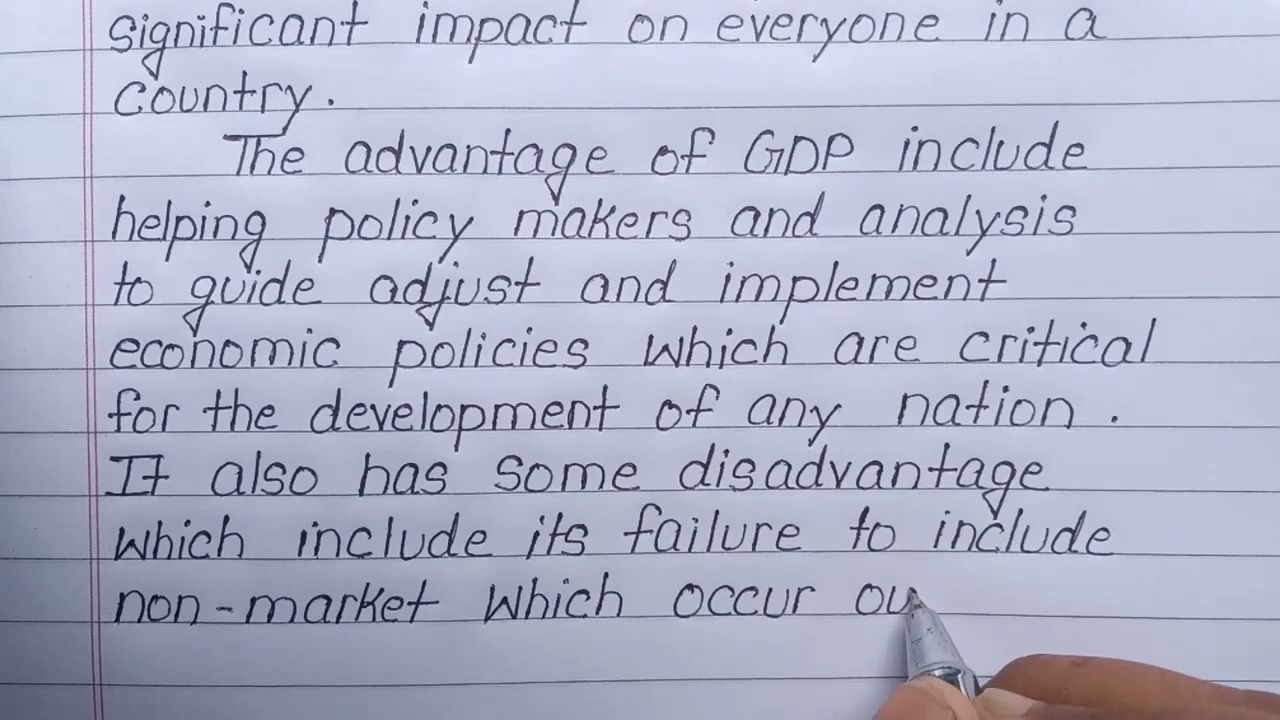 significant impact on everyone in a
country.
The advantage of GDP include
helping policy makers and analysis
to guide adjust and implement
economic policies which are critical
for the development of any nation.
It also has some disadvantage
which include its failure to include
non-market which occur ou